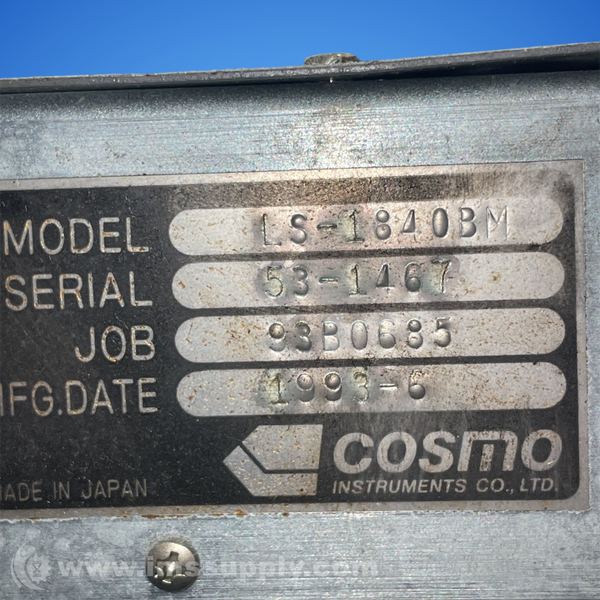 MODEL LS-1840BM
SERIAL 53-1467
JOB 93B0685
MFG.DATE 1993-6
COSMO
INSTRUMENTS CO., LTD.
MADE IN JAPAN
www.imssupply.com